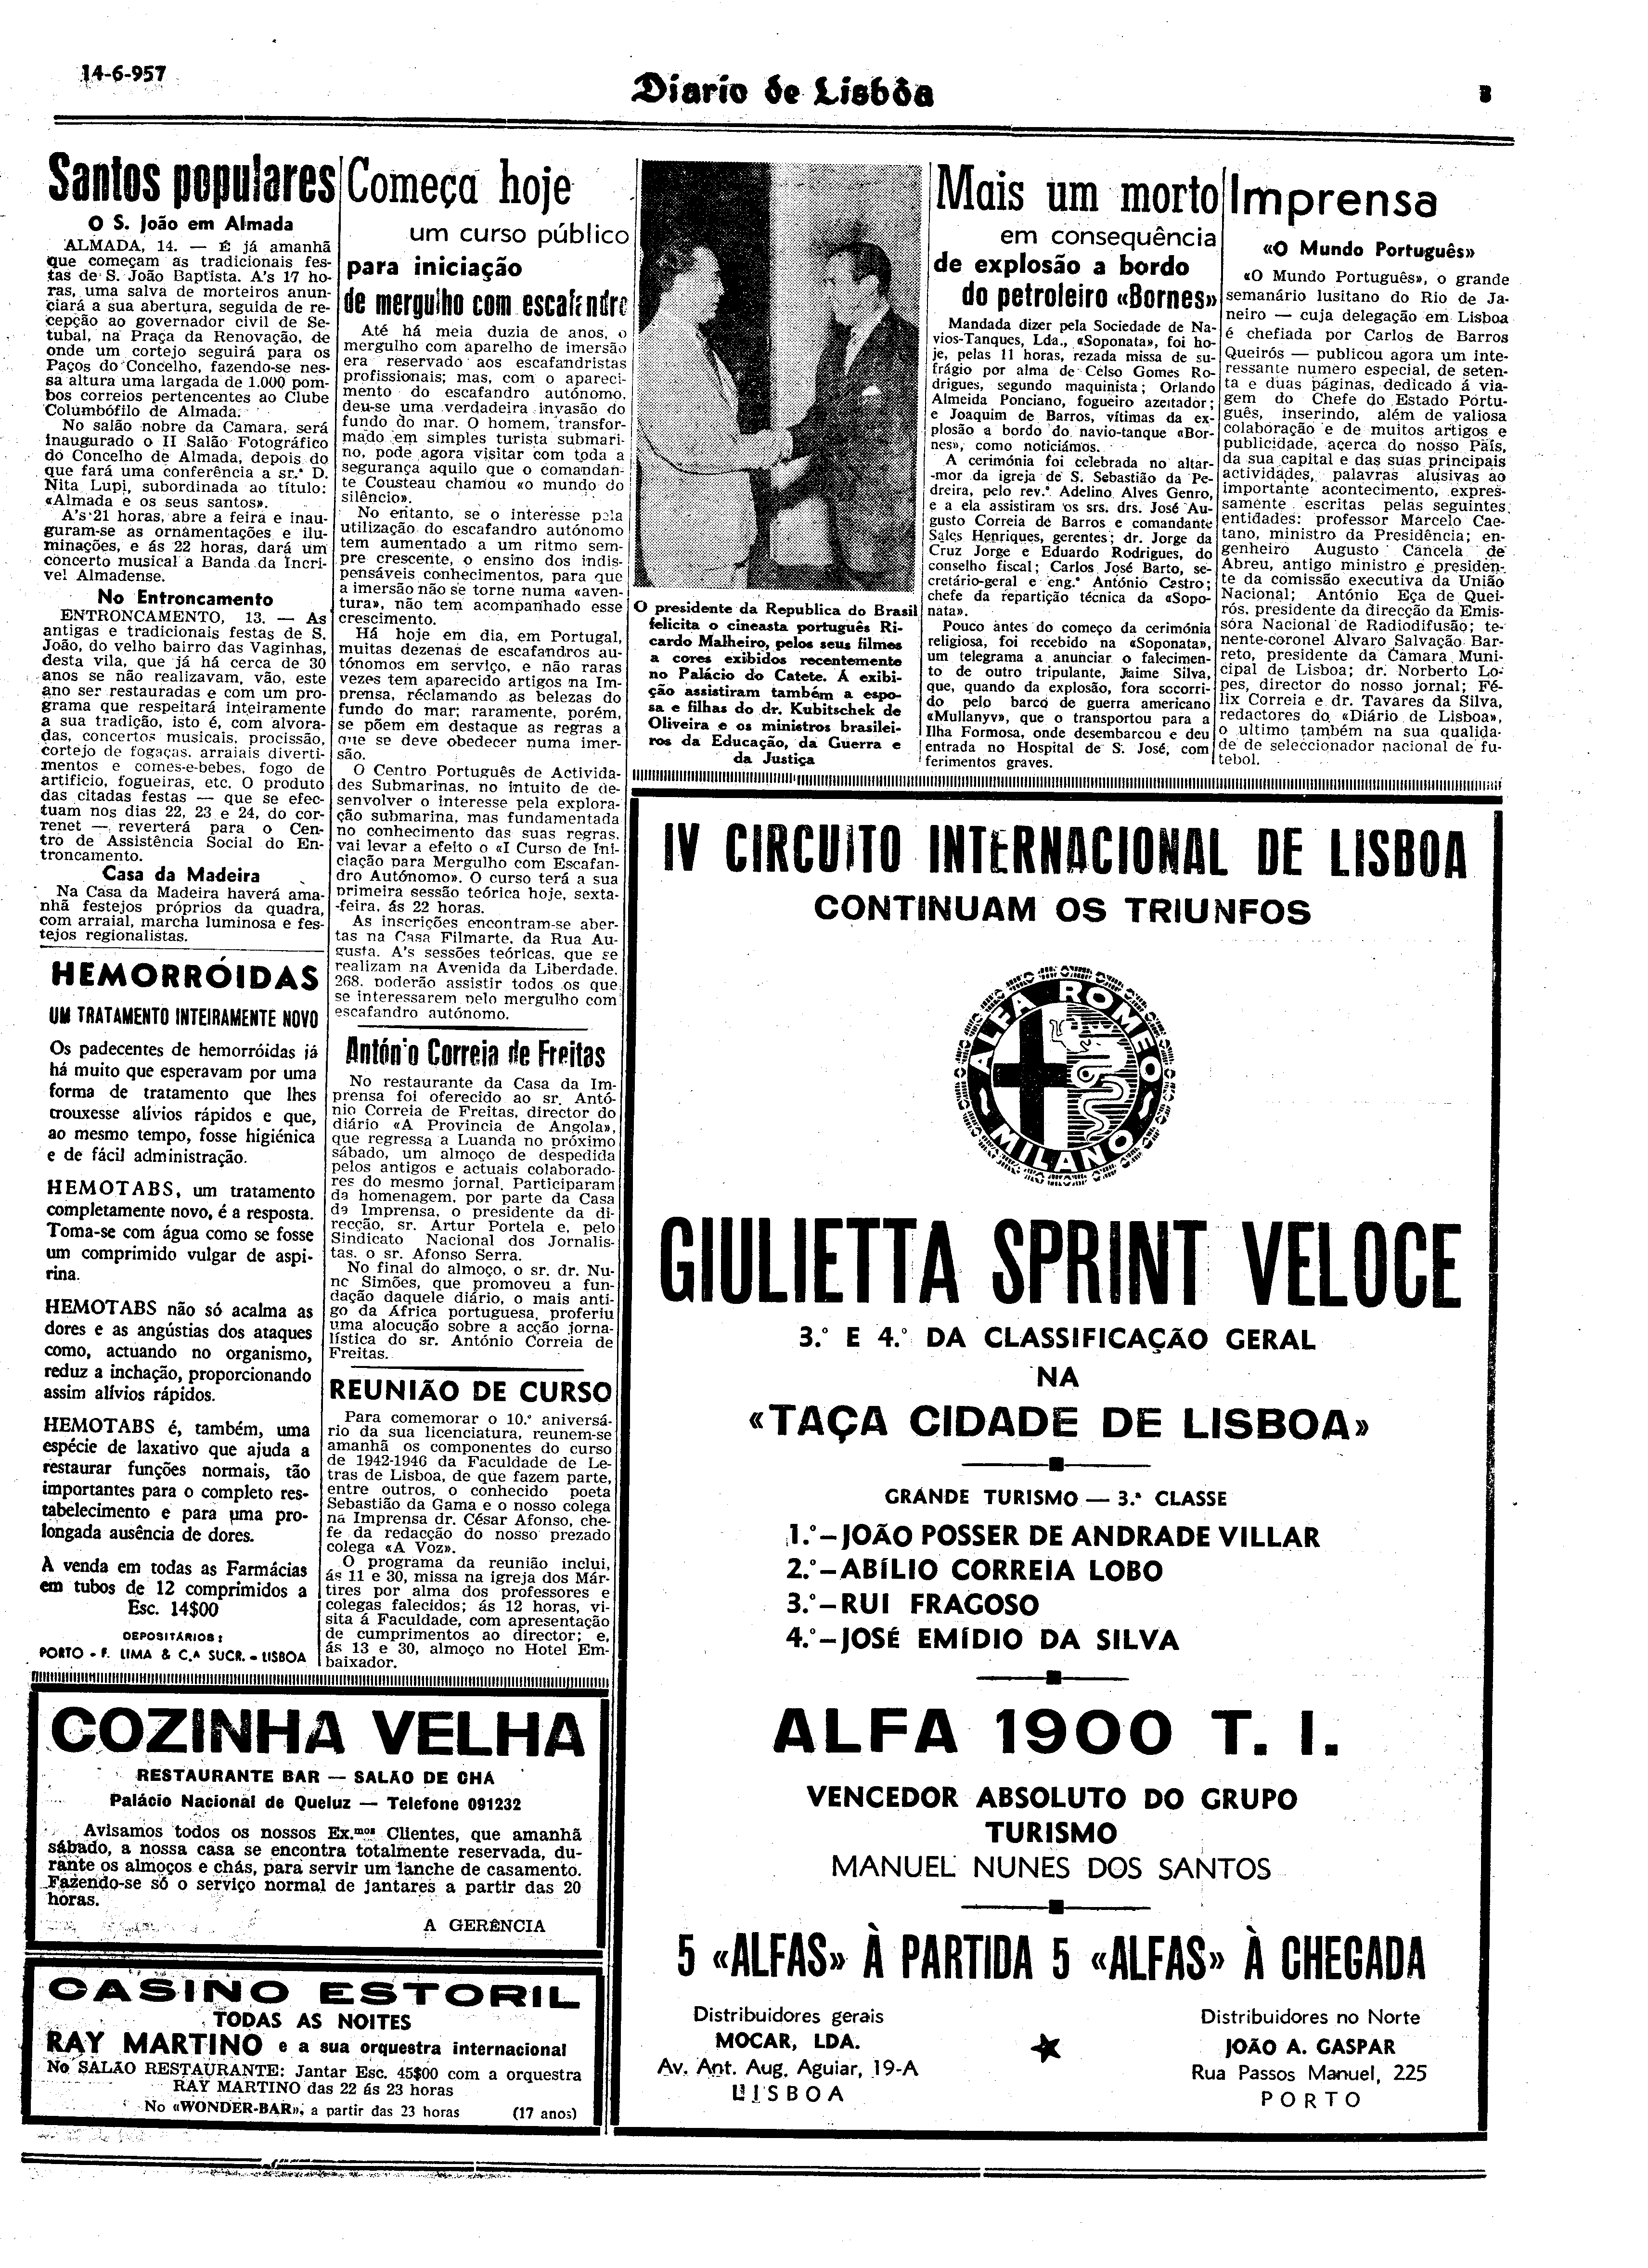 14-6-957
Diario de Lisbôa
3
Santos populares
O S. João em Almada
ALMADA, 14. — É já amanhã
que começam as tradicionais fes-
tas de S. João Baptista. A's 17 ho-
ras, uma salva de morteiros anun-
ciará a sua abertura, seguida de re-
cepção ao governador civil de Se-
tubal, na Praça da Renovação, de
onde um cortejo seguirá para os
Paços do Concelho, fazendo-se nes-
sa altura uma largada de 1.000 pom-
bos correios pertencentes ao Clube
Columbófilo de Almada.
No salão nobre da Camara, será
inaugurado o II Salão Fotográfico
do Concelho de Almada, depois do
que fará uma conferência a sr.ª D.
Nita Lupi, subordinada ao título:
«Almada e os seus santos».
A's 21 horas, abre a feira e inau-
guram-se as ornamentações e ilu-
minações, e ás 22 horas, dará um
concerto musical a Banda da Incri-
vel Almadense.
No Entroncamento
ENTRONCAMENTO, 13. — As
antigas e tradicionais festas de S.
João, do velho bairro das Vaginhas,
desta vila, que já há cerca de 30
anos se não realizavam, vão, este
ano ser restauradas e com um pro-
grama que respeitará inteiramente
a sua tradição, isto é, com alvora-
das, concertos musicais, procissão,
cortejo de fogaças, arraiais diverti-
mentos e comes-e-bebes, fogo de
artifício, fogueiras, etc. O produto
das citadas festas — que se efec-
tuam nos dias 22, 23 e 24, do cor-
renet — reverterá para o Cen-
tro de Assistência Social do En-
troncamento.
Casa da Madeira
Na Casa da Madeira haverá ama-
nhã festejos próprios da quadra,
com arraial, marcha luminosa e fes-
tejos regionalistas.
HEMORRÓIDAS
UM TRATAMENTO INTEIRAMENTE NOVO
Os padecentes de hemorróidas já
há muito que esperavam por uma
forma de tratamento que lhes
trouxesse alívios rápidos e que,
ao mesmo tempo, fosse higiénica
e de fácil administração.
HEMOTABS, um tratamento
completamente novo, é a resposta.
Toma-se com água como se fosse
um comprimido vulgar de aspi-
rina.
HEMOTABS não só acalma as
dores e as angústias dos ataques
como, actuando no organismo,
reduz a inchação, proporcionando
assim alívios rápidos.
HEMOTABS é, também, uma
espécie de laxativo que ajuda a
restaurar funções normais, tão
importantes para o completo res-
tabelecimento e para uma pro-
longada ausência de dores.
À venda em todas as Farmácias
em tubos de 12 comprimidos a
Esc. 14$00
DEPOSITÁRIOS:
PORTO - F. LIMA & C.ª SUCR. - LISBOA
Começa hoje
um curso público
para iniciação
de mergulho com escafandro
Até há meia duzia de anos, o
mergulho com aparelho de imersão
era reservado aos escafandristas
profissionais; mas, com o apareci-
mento do escafandro autónomo,
deu-se uma verdadeira invasão do
fundo do mar. O homem, transfor-
mado em simples turista submari-
no, pode agora visitar com toda a
segurança aquilo que o comandan-
te Cousteau chamou «o mundo do
silêncio».
No entanto, se o interesse pela
utilização do escafandro autónomo
tem aumentado a um ritmo sem-
pre crescente, o ensino dos indis-
pensáveis conhecimentos, para que
a imersão não se torne numa «aven-
tura», não tem acompanhado esse
crescimento.
Há hoje em dia, em Portugal,
muitas dezenas de escafandros au-
tónomos em serviço, e não raras
vezes tem aparecido artigos na Im-
prensa, réclamando as belezas do
fundo do mar; raramente, porém,
se põem em destaque as regras a
que se deve obedecer numa imer-
são.
O Centro Português de Activida-
des Submarinas, no intuito de de-
senvolver o interesse pela explora-
ção submarina, mas fundamentada
no conhecimento das suas regras,
vai levar a efeito o «I Curso de Ini-
ciação para Mergulho com Escafan-
dro Autónomo». O curso terá a sua
primeira sessão teórica hoje, sexta-
-feira, ás 22 horas.
As inscrições encontram-se aber-
tas na Casa Filmarte, da Rua Au-
gusta. A's sessões teóricas, que se
realizam na Avenida da Liberdade,
268, poderão assistir todos os que
se interessarem pelo mergulho com
escafandro autónomo.
António Correia de Freitas
No restaurante da Casa da Im-
prensa foi oferecido ao sr. Antó-
nio Correia de Freitas, director do
diário «A Provincia de Angola»,
que regressa a Luanda no próximo
sábado, um almoço de despedida
pelos antigos e actuais colaborado-
res do mesmo jornal. Participaram
da homenagem, por parte da Casa
da Imprensa, o presidente da di-
recção, sr. Artur Portela e, pelo
Sindicato Nacional dos Jornalis-
tas, o sr. Afonso Serra.
No final do almoço, o sr. dr. Nu-
no Simões, que promoveu a fun-
dação daquele diário, o mais anti-
go da África portuguesa, proferiu
uma alocução sobre a acção jorna-
lística do sr. António Correia de
Freitas.
REUNIÃO DE CURSO
Para comemorar o 10.º aniversá-
rio da sua licenciatura, reunem-se
amanhã os componentes do curso
de 1942-1946 da Faculdade de Le-
tras de Lisboa, de que fazem parte,
entre outros, o conhecido poeta
Sebastião da Gama e o nosso colega
na Imprensa dr. César Afonso, che-
fe da redacção do nosso prezado
colega «A Voz».
O programa da reunião inclui,
ás 11 e 30, missa na igreja dos Már-
tires por alma dos professores e
colegas falecidos; ás 12 horas, vi-
sita á Faculdade, com apresentação
de cumprimentos ao director; e,
ás 13 e 30, almoço no Hotel Em-
baixador.
O presidente da Republica do Brasil
felicita o cineasta português Ri-
cardo Malheiro, pelos seus filmes
a cores exibidos recentemente
no Palácio do Catete. A exibi-
ção assistiram também a espo-
sa e filhas do dr. Kubitschek de
Oliveira e os ministros brasilei-
ros da Educação, da Guerra e
da Justiça
Mais um morto
em consequência
de explosão a bordo
do petroleiro «Bornes»
Mandada dizer pela Sociedade de Na-
vios-Tanques, Lda., «Soponata», foi ho-
je, pelas 11 horas, rezada missa de su-
frágio por alma de Celso Gomes Ro-
drigues, segundo maquinista; Orlando
Almeida Ponciano, fogueiro azeitador;
e Joaquim de Barros, vítimas da ex-
plosão a bordo do navio-tanque «Bor-
nes», como noticiámos.
A cerimónia foi celebrada no altar-
-mor da igreja de S. Sebastião da Pe-
dreira, pelo rev.º Adelino Alves Genro,
e a ela assistiram os srs. drs. José Au-
gusto Correia de Barros e comandante
Sales Henriques, gerentes; dr. Jorge da
Cruz Jorge e Eduardo Rodrigues, do
conselho fiscal; Carlos José Barto, se-
cretário-geral e eng.º António Castro;
chefe da repartição técnica da «Sopo-
nata».
Pouco antes do começo da cerimónia
religiosa, foi recebido na «Soponata»,
um telegrama a anunciar o falecimen-
to de outro tripulante, Jaime Silva,
que, quando da explosão, fora socorri-
do pelo barco de guerra americano
«Mullany», que o transportou para a
Ilha Formosa, onde desembarcou e deu
entrada no Hospital de S. José, com
ferimentos graves.
Imprensa
«O Mundo Português»
«O Mundo Português», o grande
semanário lusitano do Rio de Ja-
neiro — cuja delegação em Lisboa
é chefiada por Carlos de Barros
Queirós — publicou agora um inte-
ressante numero especial, de seten-
ta e duas páginas, dedicado á via-
gem do Chefe do Estado Portu-
guês, inserindo, além de valiosa
colaboração e de muitos artigos e
publicidade, acerca do nosso País,
da sua capital e das suas principais
actividades, palavras alusivas ao
importante acontecimento, expres-
samente escritas pelas seguintes
entidades: professor Marcelo Cae-
tano, ministro da Presidência; en-
genheiro Augusto Cancela de
Abreu, antigo ministro e presiden-
te da comissão executiva da União
Nacional; António Eça de Quei-
rós, presidente da direcção da Emis-
sóra Nacional de Radiodifusão; te-
nente-coronel Alvaro Salvação Bar-
reto, presidente da Câmara Muni-
cipal de Lisboa; dr. Norberto Lo-
pes, director do nosso jornal; Fé-
lix Correia e dr. Tavares da Silva,
redactores do «Diário de Lisboa»,
o ultimo também na sua qualida-
de de seleccionador nacional de fu-
tebol.
IV CIRCUITO INTERNACIONAL DE LISBOA
CONTINUAM OS TRIUNFOS
ALFA ROMEO
MILANO
GIULIETTA SPRINT VELOCE
3.º E 4.º DA CLASSIFICAÇÃO GERAL
NA
«TAÇA CIDADE DE LISBOA»
GRANDE TURISMO — 3.ª CLASSE
1.º—JOÃO POSSER DE ANDRADE VILLAR
2.º—ABÍLIO CORREIA LOBO
3.º—RUI FRAGOSO
4.º—JOSÉ EMÍDIO DA SILVA
ALFA 1900 T. I.
VENCEDOR ABSOLUTO DO GRUPO
TURISMO
MANUEL NUNES DOS SANTOS
5 «ALFAS» À PARTIDA 5 «ALFAS» À CHEGADA
Distribuidores gerais
MOCAR, LDA.
Av. Ant. Aug. Aguiar, 19-A
LISBOA
Distribuidores no Norte
JOÃO A. GASPAR
Rua Passos Manuel, 225
PORTO
COZINHA VELHA
RESTAURANTE BAR — SALÃO DE CHÁ
Palácio Nacional de Queluz — Telefone 091232
Avisamos todos os nossos Ex.mos Clientes, que amanhã
sábado, a nossa casa se encontra totalmente reservada, du-
rante os almoços e chás, para servir um lanche de casamento.
Fazendo-se só o serviço normal de jantares a partir das 20
horas.
A GERÊNCIA
CASINO ESTORIL
TODAS AS NOITES
RAY MARTINO e a sua orquestra internacional
No SALÃO RESTAURANTE: Jantar Esc. 45$00 com a orquestra
RAY MARTINO das 22 ás 23 horas
No «WONDER-BAR», a partir das 23 horas (17 anos)